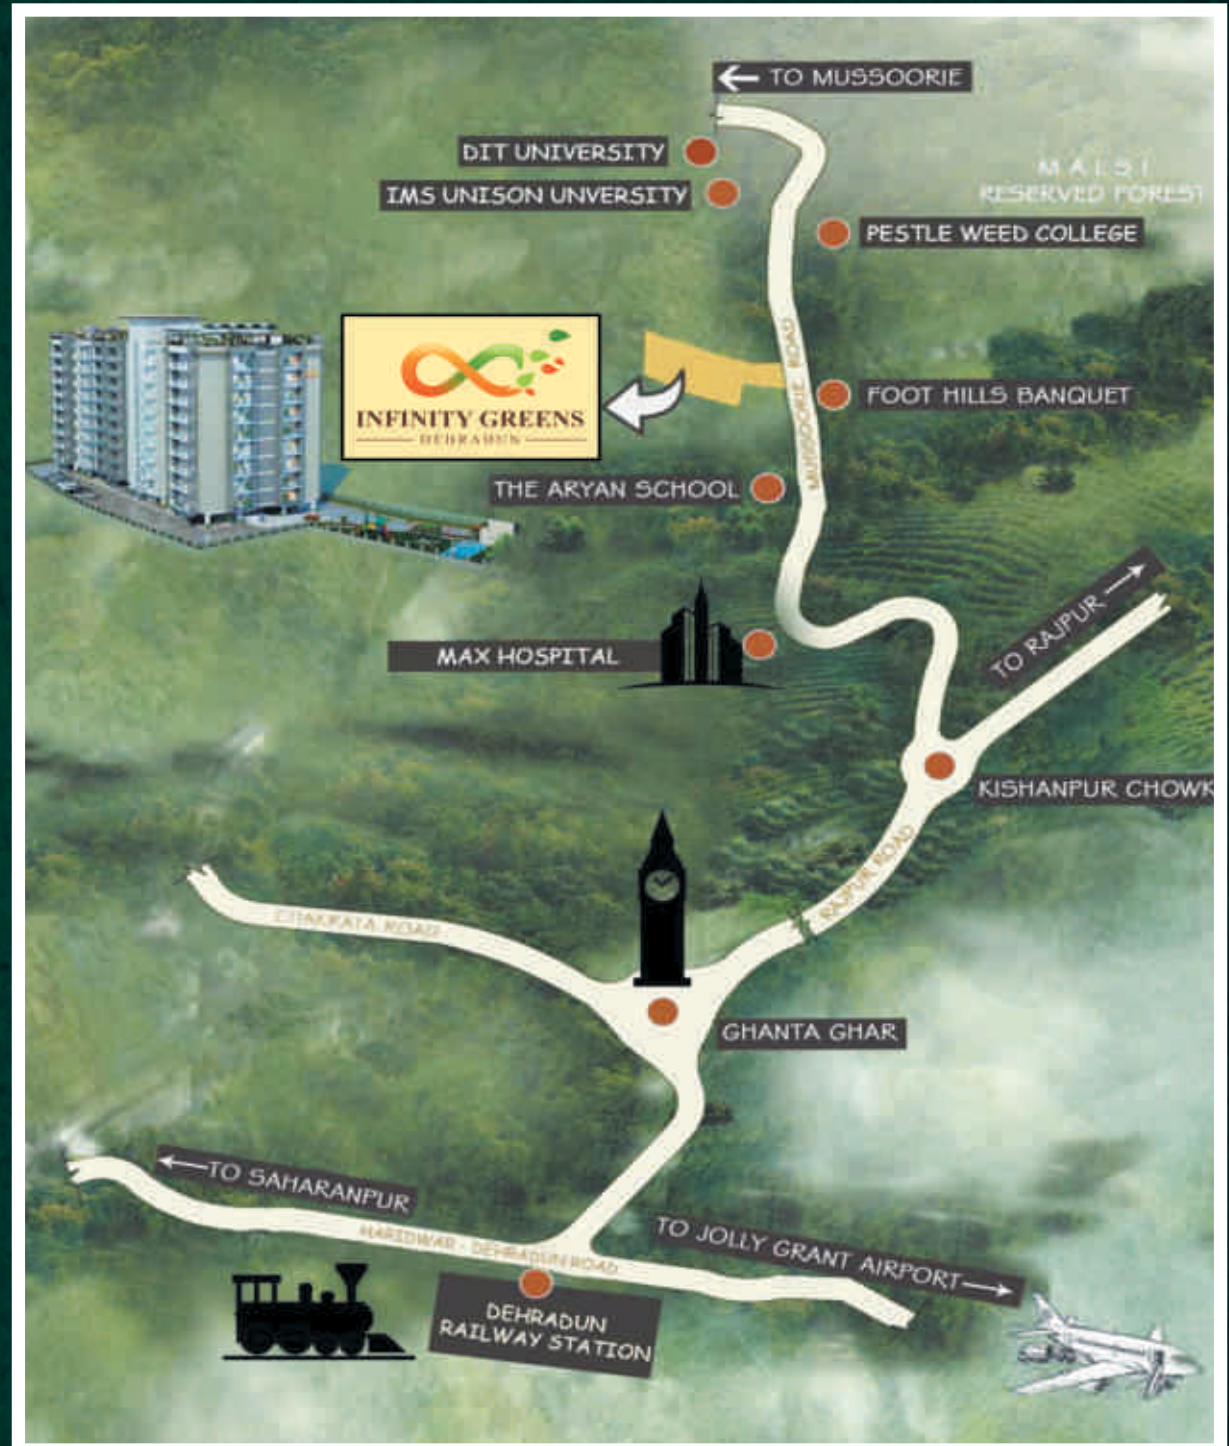 ← TO MUSSOORIE
DIT UNIVERSITY
IMS UNISON UNVERSITY
MALSI
RESERVED FOREST
PESTLE WEED COLLEGE
MUSSOORIE ROAD
INFINITY GREENS
DEHRADUN
FOOT HILLS BANQUET
THE ARYAN SCHOOL
TO RAJPUR →
MAX HOSPITAL
KISHANPUR CHOWK
RAJPUR ROAD
CHAKRATA ROAD
GHANTA GHAR
← TO SAHARANPUR
HARIDWAR - DEHRADUN ROAD
TO JOLLY GRANT AIRPORT →
DEHRADUN
RAILWAY STATION